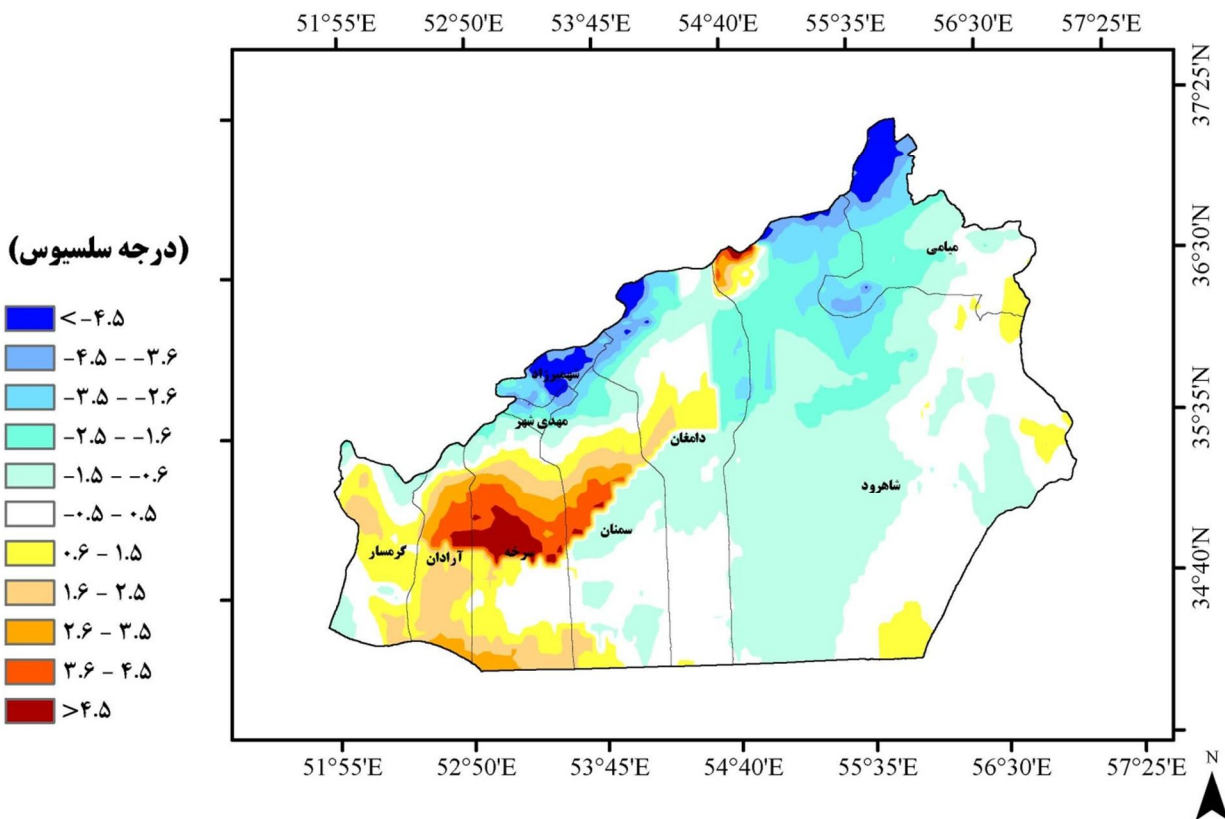 51°55'E 52°50'E 53°45'E 54°40'E 55°35'E 56°30'E 57°25'E
37°25'N
36°30'N
35°35'N
34°40'N
(درجه سلسیوس)
<-۴.۵
-۴.۵ - -۳.۶
-۳.۵ - -۲.۶
-۲.۵ - -۱.۶
-۱.۵ - -۰.۶
-۰.۵ - ۰.۵
۰.۶ - ۱.۵
۱.۶ - ۲.۵
۲.۶ - ۳.۵
۳.۶ - ۴.۵
>۴.۵
میامی
شهمیرزاد
مهدی شهر
دامغان
شاهرود
سمنان
سرخه
آرادان
گرمسار
51°55'E 52°50'E 53°45'E 54°40'E 55°35'E 56°30'E 57°25'E
N